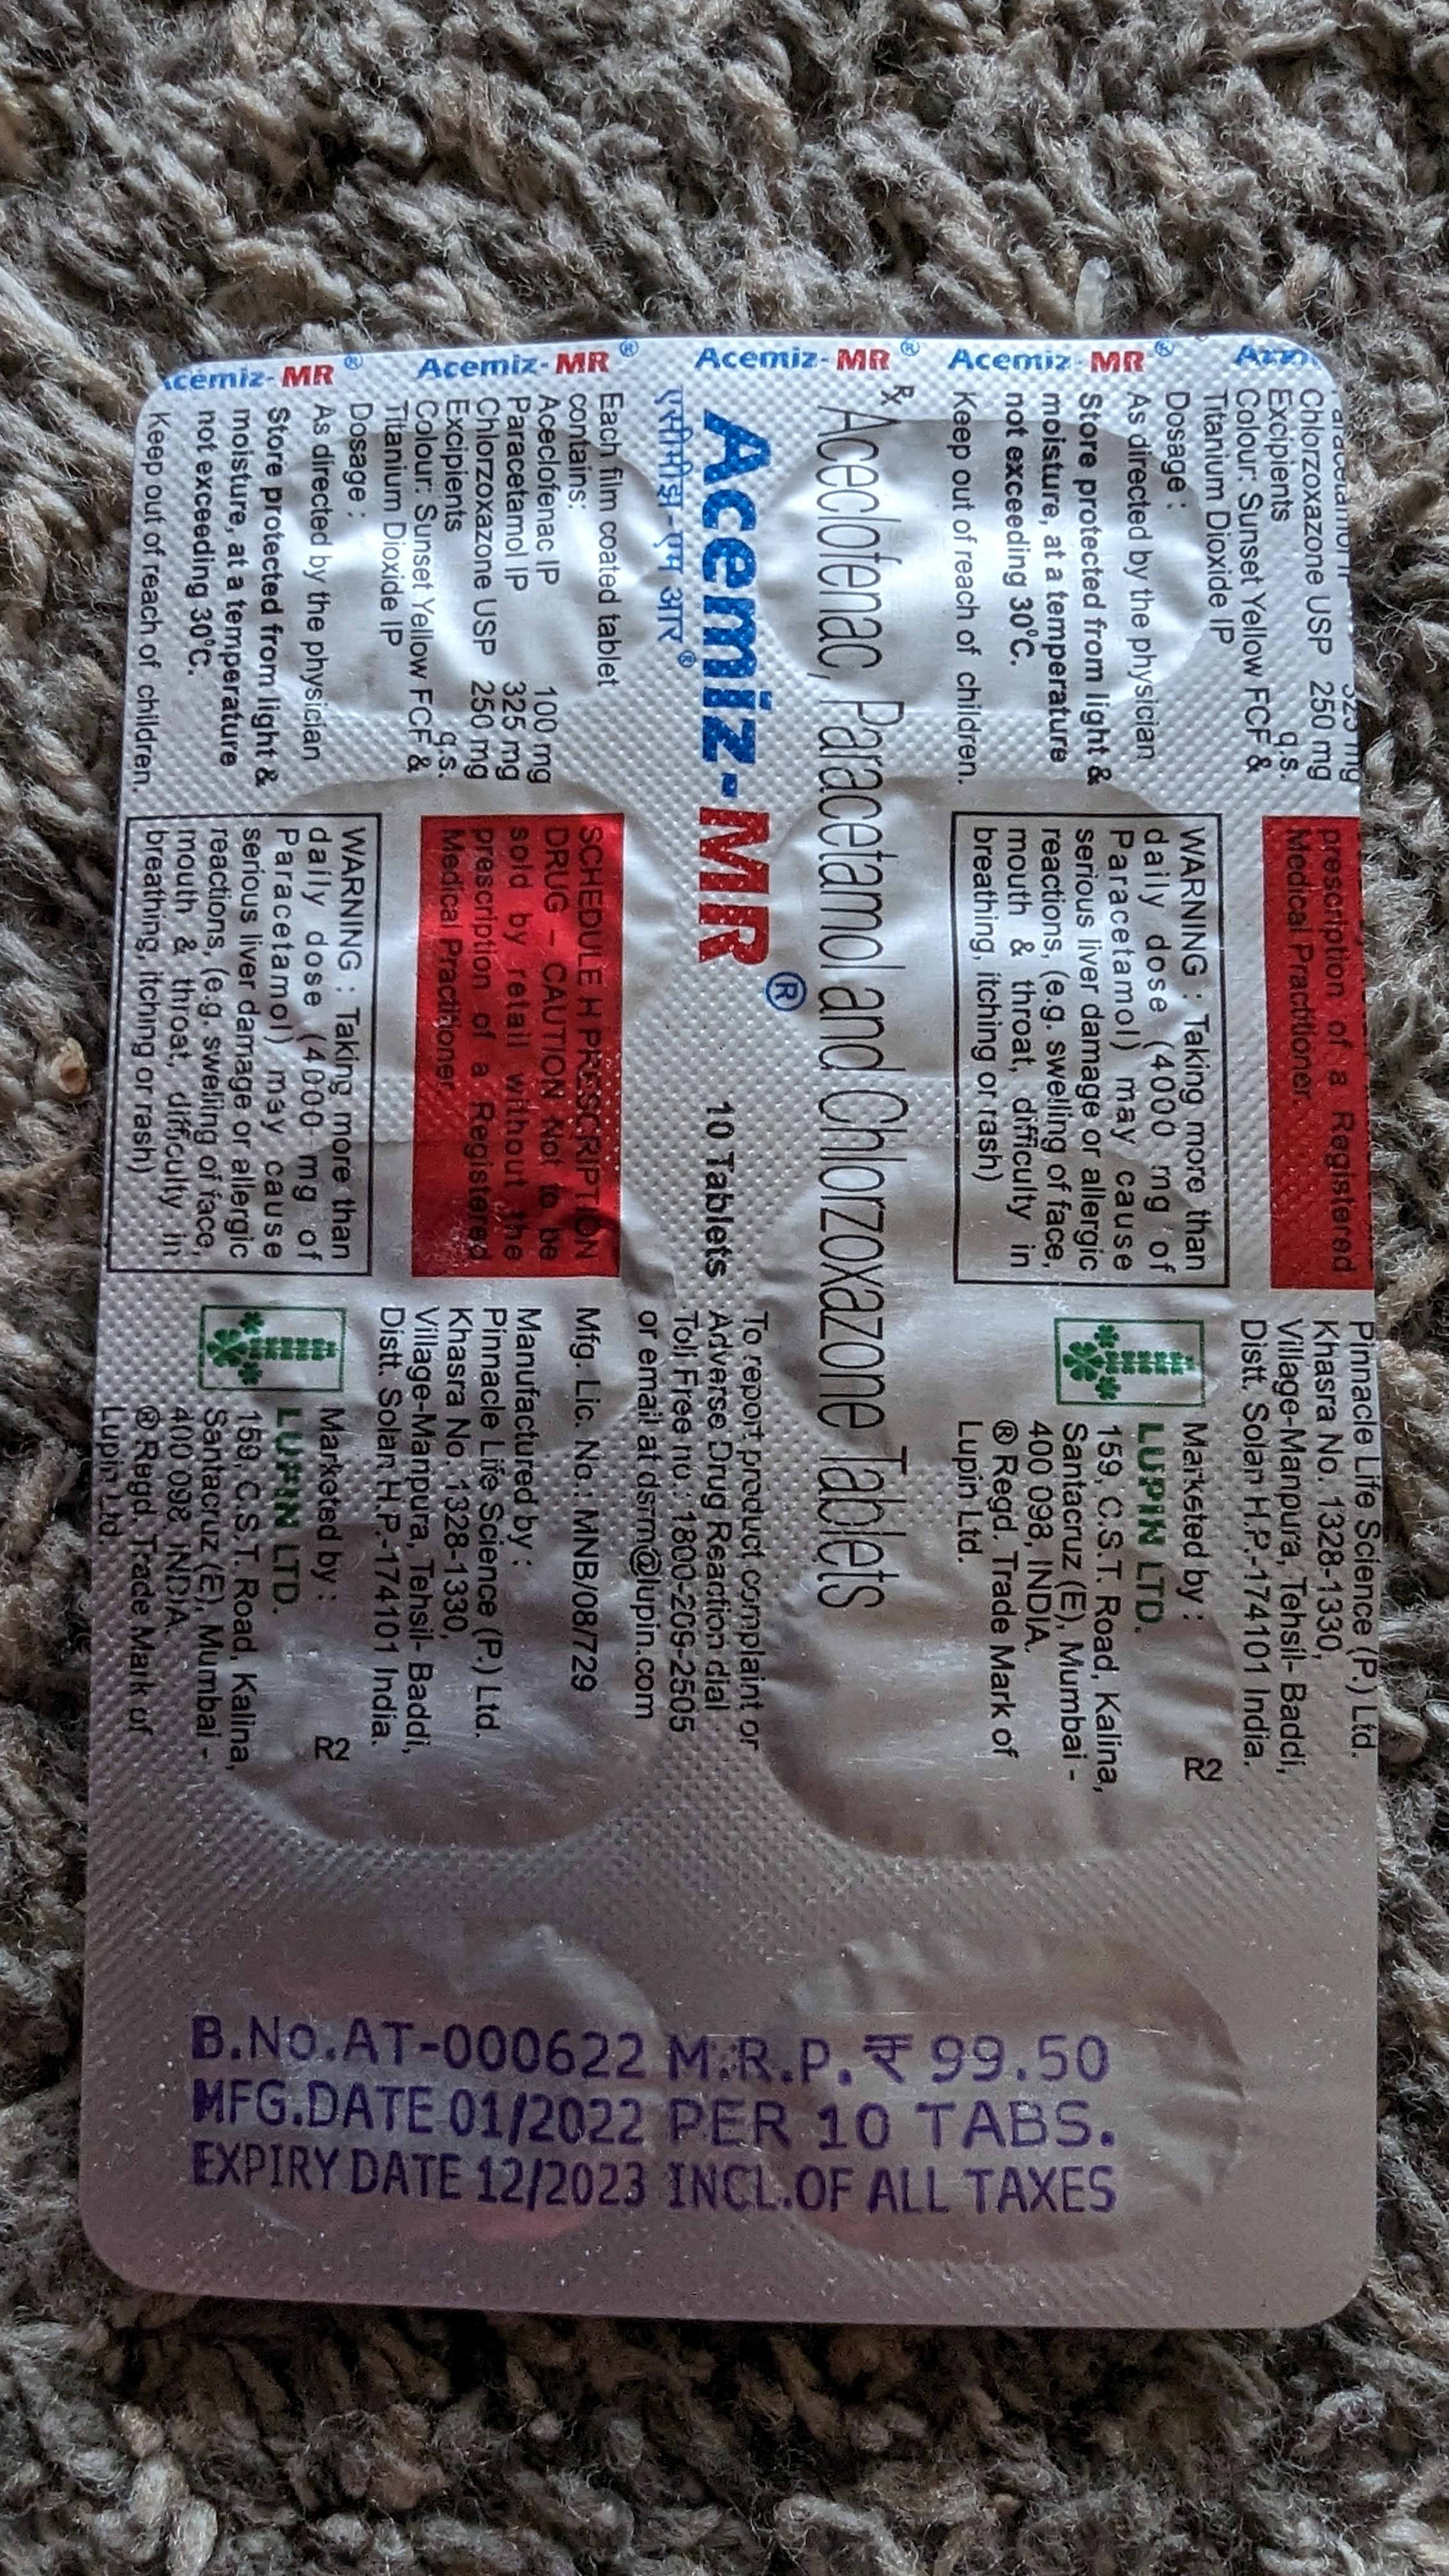 Acemiz-MR® Acemiz-MR® Acemiz-MR® Acemiz-MR®
325 mg
Chlorzoxazone USP 250 mg
Excipients q.s.
Colour: Sunset Yellow FCF &
Titanium Dioxide IP
Dosage :
As directed by the physician
Store protected from light &
moisture, at a temperature
not exceeding 30°C.
Keep out of reach of children.
prescription of a Registered
Medical Practitioner.
WARNING : Taking more than
daily dose (4000 mg of
Paracetamol) may cause
serious liver damage or allergic
reactions, (e.g. swelling of face,
mouth & throat, difficulty in
breathing, itching or rash)
Pinnacle Life Science (P.) Ltd.
Khasra No. 1328-1330,
Village-Manpura, Tehsil- Baddi,
Distt. Solan H.P.-174101 India.
R2
Marketed by :
LUPIN LTD.
159, C.S.T. Road, Kalina,
Santacruz (E), Mumbai -
400 098, INDIA.
® Regd. Trade Mark of
Lupin Ltd.
Rx
Aceclofenac, Paracetamol and Chlorzoxazone Tablets
Acemiz-MR® 10 Tablets
एसीमीझ-एम आर®
To report product complaint or
Adverse Drug Reaction dial
Toll Free no.: 1800-209-2505
or email at dsrm@lupin.com
Each film coated tablet
contains:
Aceclofenac IP 100 mg
Paracetamol IP 325 mg
Chlorzoxazone USP 250 mg
Excipients q.s.
Colour: Sunset Yellow FCF &
Titanium Dioxide IP
Dosage :
As directed by the physician
Store protected from light &
moisture, at a temperature
not exceeding 30°C.
Keep out of reach of children.
SCHEDULE H PRESCRIPTION
DRUG – CAUTION Not to be
sold by retail without the
prescription of a Registered
Medical Practitioner.
WARNING : Taking more than
daily dose (4000 mg of
Paracetamol) may cause
serious liver damage or allergic
reactions, (e.g. swelling of face,
mouth & throat, difficulty in
breathing, itching or rash)
Mfg. Lic. No.: MNB/08/729
Manufactured by :
Pinnacle Life Science (P.) Ltd.
Khasra No. 1328-1330,
Village-Manpura, Tehsil- Baddi,
Distt. Solan H.P.-174101 India.
R2
Marketed by :
LUPIN LTD.
159, C.S.T. Road, Kalina,
Santacruz (E), Mumbai -
400 098, INDIA.
® Regd. Trade Mark of
Lupin Ltd.
B.No.AT-000622 M.R.P.₹ 99.50
MFG.DATE 01/2022 PER 10 TABS.
EXPIRY DATE 12/2023 INCL.OF ALL TAXES